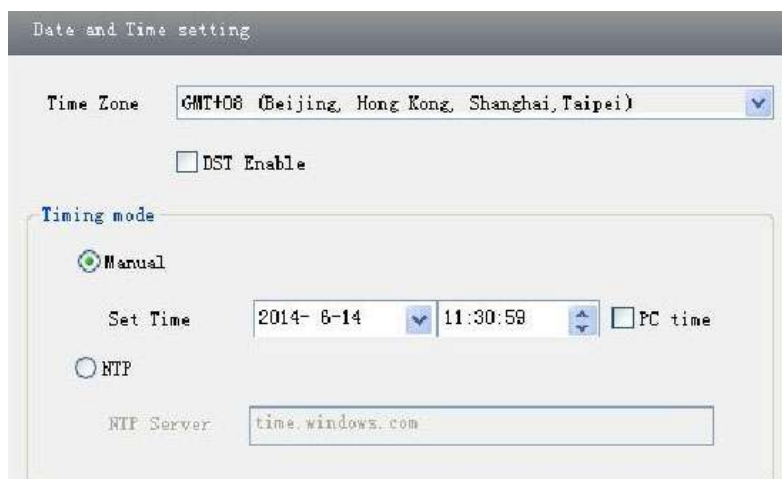 Date and Time setting
Time Zone GMT+08 (Beijing, Hong Kong, Shanghai,Taipei)
DST Enable
Timing mode
Manual
Set Time 2014- 6-14 11:30:59 PC time
NTP
NTP Server time.windows.com